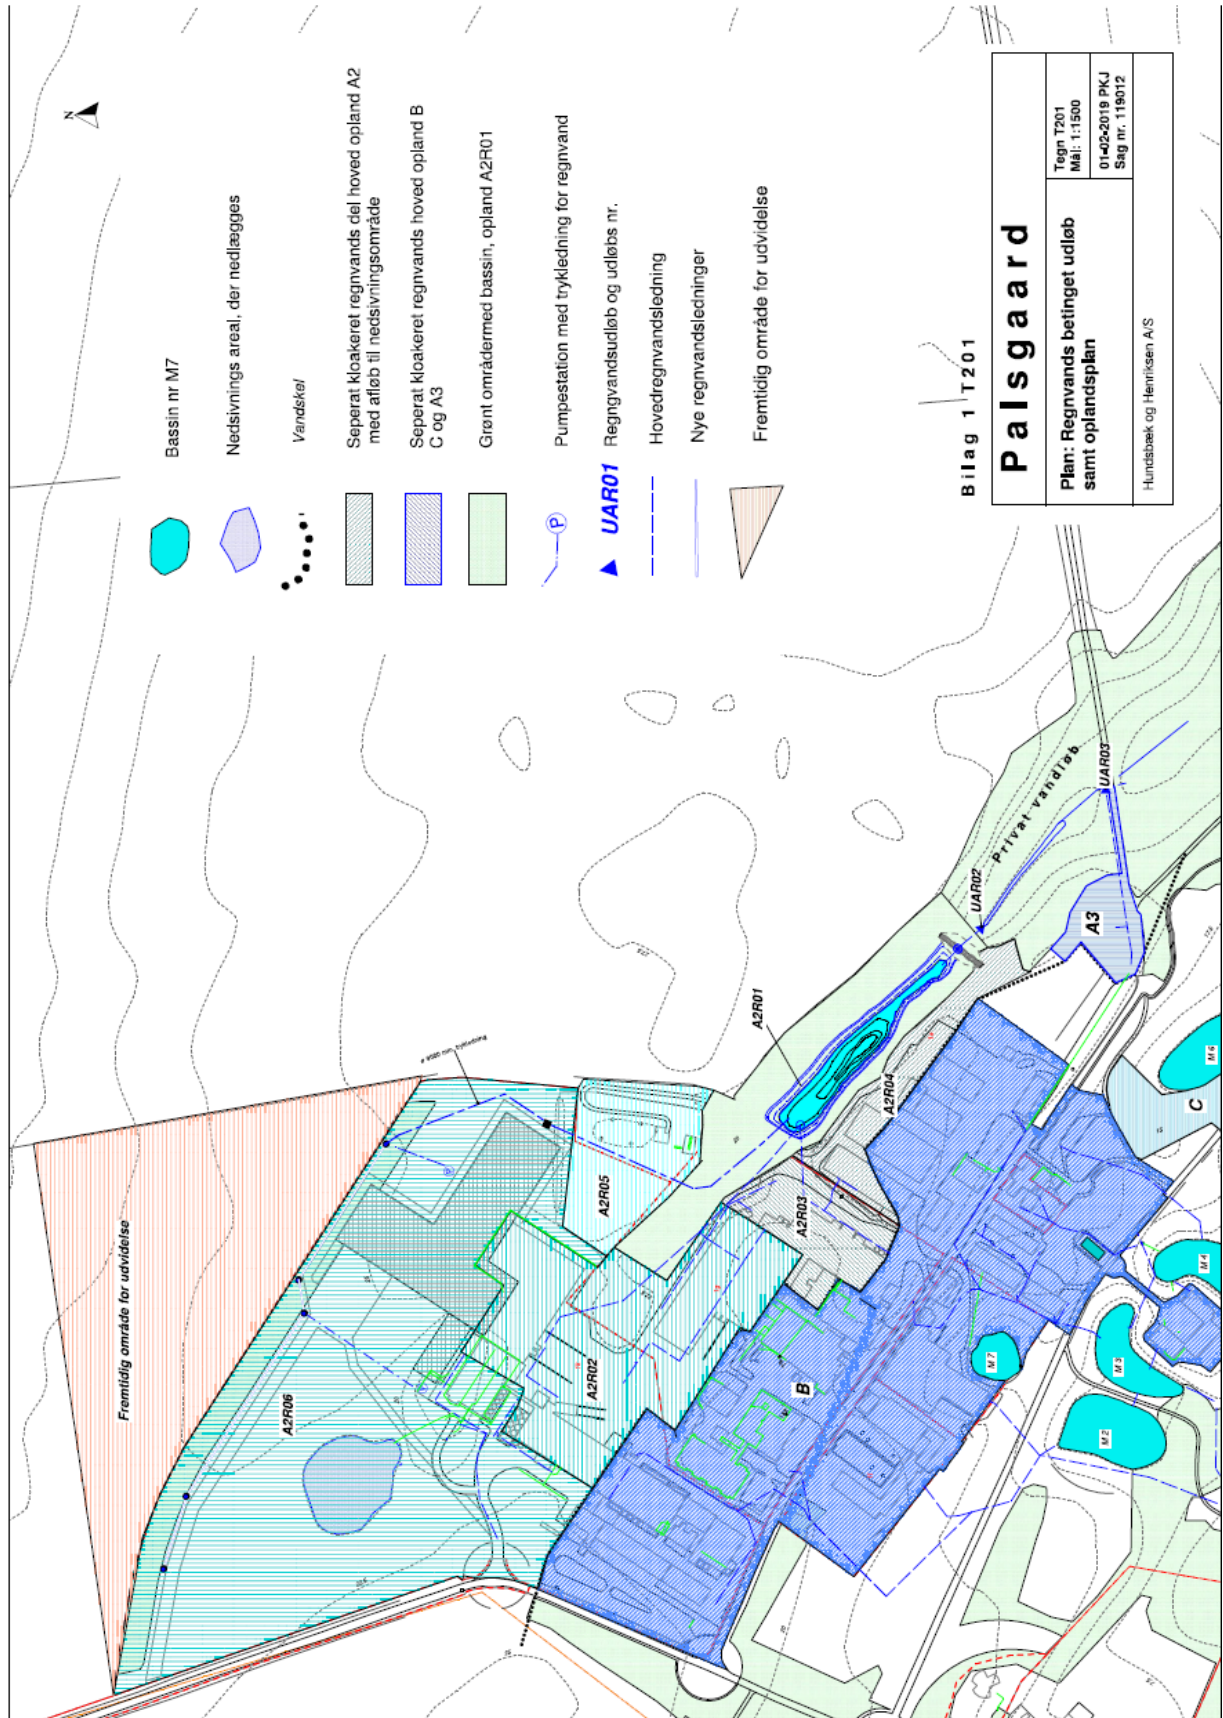 N
Bassin nr M7
Nedsivnings areal, der nedlægges
Vandskel
Seperat kloakeret regnvands del hoved opland A2
med afløb til nedsivningsområde
Seperat kloakeret regnvands hoved opland B
C og A3
Grønt områdermed bassin, opland A2R01
P
Pumpestation med trykledning for regnvand
UAR01
Regngvandsudløb og udløbs nr.
Hovedregnvandsledning
Nye regnvandsledninger
Fremtidig område for udvidelse
Bilag 1 T201
Palsgaard
Plan: Regnvands betinget udløb
samt oplandsplan
Tegn T201
Mål: 1:1500
01-02-2019 PKJ
Sag nr. 119012
Hundsbæk og Henriksen A/S
Fremtidig område for udvidelse
A2R06
A2R05
A2R02
A2R03
A2R01
A2R04
UAR02
Privat vandløb
UAR03
A3
B
C
M7
M2
M3
M4
M6